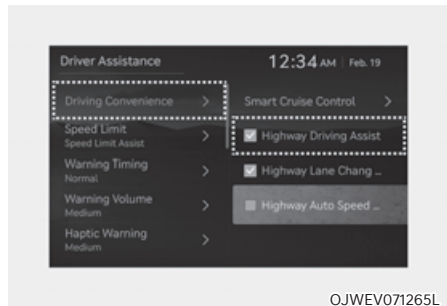 Driver Assistance
12:34 AM | Feb. 19
Driving Convenience >
Smart Cruise Control >
Speed Limit
Speed Limit Assist >
Highway Driving Assist
Warning Timing
Normal >
Highway Lane Chang ...
Warning Volume
Medium >
Highway Auto Speed ...
Haptic Warning
Medium >
OJWEV071265L